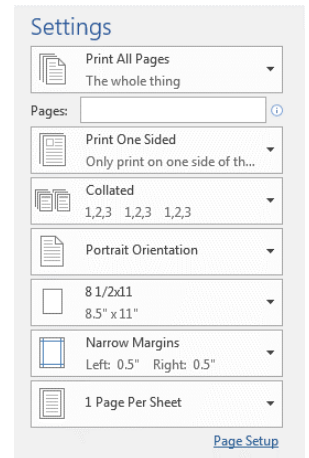 Settings
Print All Pages
The whole thing
Pages:
Print One Sided
Only print on one side of th...
Collated
1,2,3 1,2,3 1,2,3
Portrait Orientation
8 1/2x11
8.5" x 11"
Narrow Margins
Left: 0.5" Right: 0.5"
1 Page Per Sheet
Page Setup